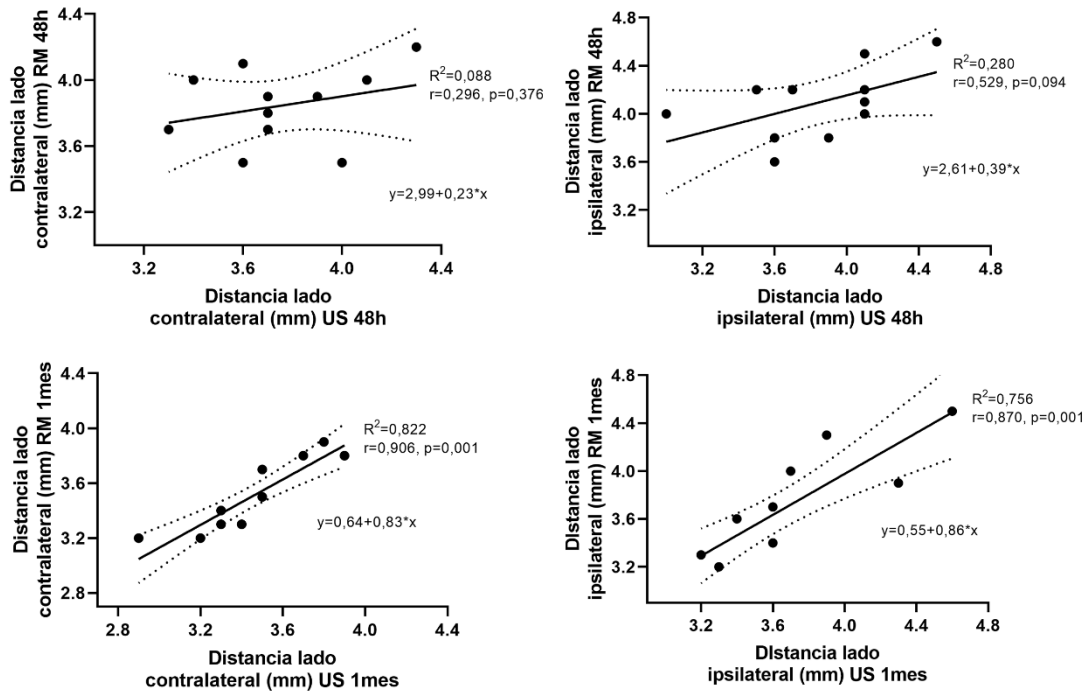 Distancia lado
contralateral (mm) RM 48h
4.4
4.0
3.6
3.2
R²=0,088
r=0,296, p=0,376
y=2,99+0,23*x
3.2 3.6 4.0 4.4
Distancia lado
contralateral (mm) US 48h
Distancia lado
ipsilateral (mm) RM 48h
4.8
4.4
4.0
3.6
3.2
R²=0,280
r=0,529, p=0,094
y=2,61+0,39*x
3.2 3.6 4.0 4.4 4.8
Distancia lado
ipsilateral (mm) US 48h
Distancia lado
contralateral (mm) RM 1mes
4.4
4.0
3.6
3.2
2.8
R²=0,822
r=0,906, p=0,001
y=0,64+0,83*x
2.8 3.2 3.6 4.0 4.4
Distancia lado
contralateral (mm) US 1mes
DIstancia lado
ipsilateral (mm) RM 1mes
4.8
4.4
4.0
3.6
3.2
R²=0,756
r=0,870, p=0,001
y=0,55+0,86*x
3.2 3.6 4.0 4.4 4.8
DIstancia lado
ipsilateral (mm) US 1mes